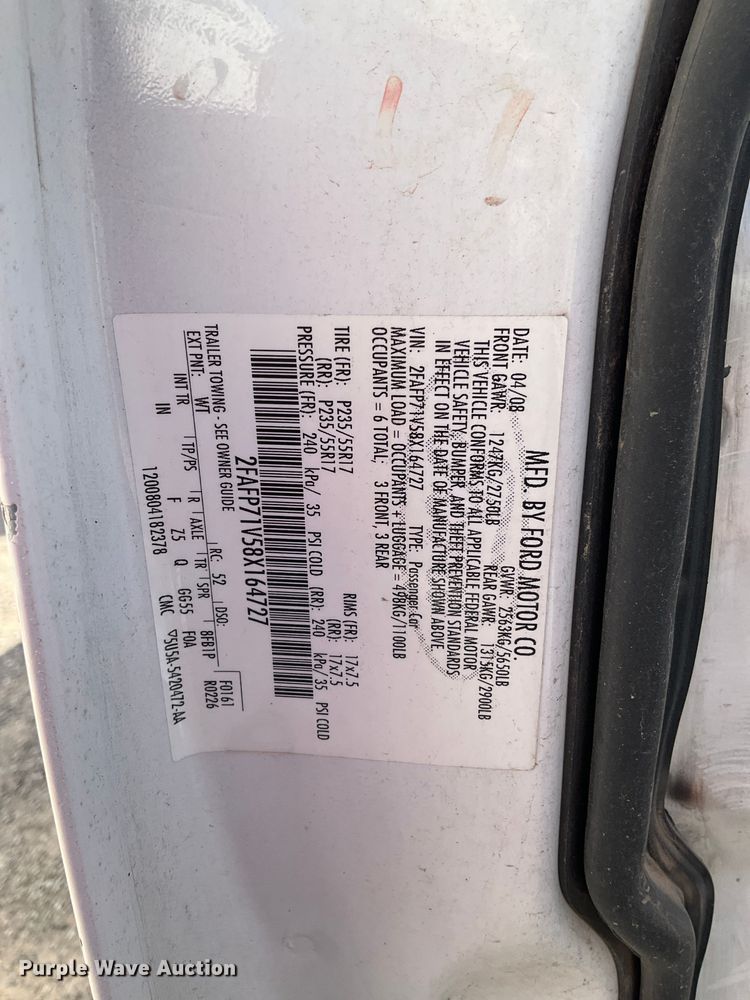 MFD. BY FORD MOTOR CO.
DATE: 04/08 GVWR: 2563KG/5650LB
FRONT GAWR: 1247KG/2750LB REAR GAWR: 1315KG/2900LB
THIS VEHICLE CONFORMS TO ALL APPLICABLE FEDERAL MOTOR
VEHICLE SAFETY, BUMPER, AND THEFT PREVENTION STANDARDS
IN EFFECT ON THE DATE OF MANUFACTURE SHOWN ABOVE.
VIN: 2FAFP71V58X164727 TYPE: Passenger Car
MAXIMUM LOAD = OCCUPANTS + LUGGAGE = 498KG/1100LB
OCCUPANTS = 6 TOTAL; 3 FRONT, 3 REAR
TIRE (FR): P235/55R17 RIMS (FR): 17x7.5
(RR): P235/55R17 (RR): 17x7.5
PRESSURE (FR): 240 kPa/ 35 PSI COLD (RR): 240 kPa/ 35 PSI COLD
2FAFP71V58X164727
TRAILER TOWING - SEE OWNER GUIDE F0161
EXT PNT: WT RC: 52 DSO: R0226
INT TR TP/PS R AXLE TR SPR 8FB1P
IN F Z5 Q GG55 FOA
1200804182378 CMC 5U5A-5420472-AA
Purple Wave Auction